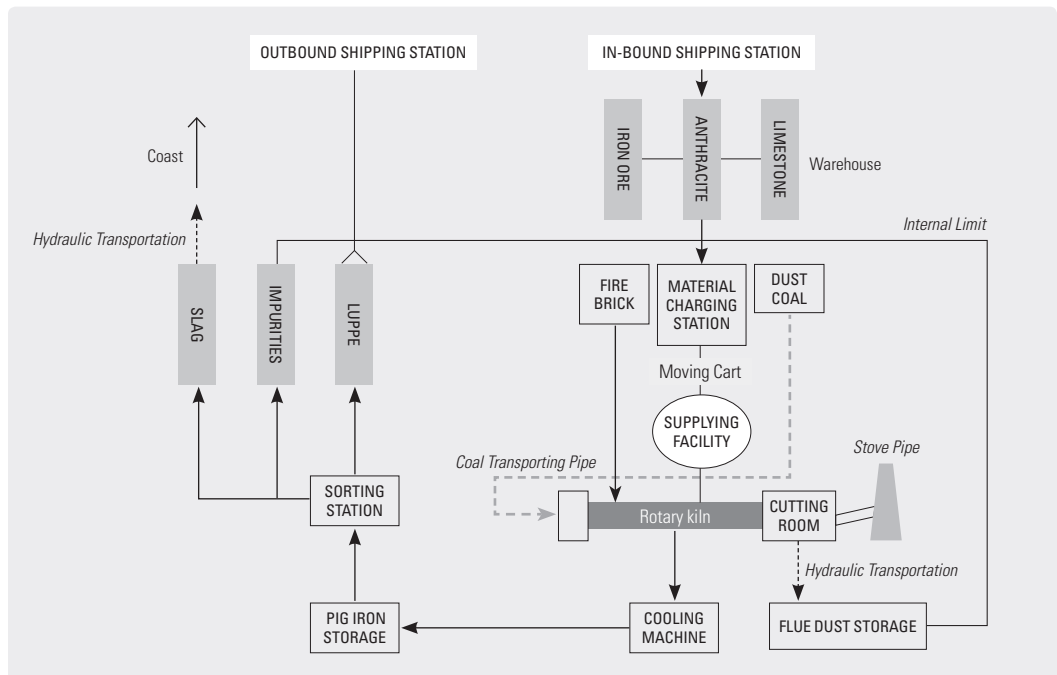 OUTBOUND SHIPPING STATION
IN-BOUND SHIPPING STATION
Coast
IRON ORE
ANTHRACITE
LIMESTONE
Warehouse
Hydraulic Transportation
Internal Limit
SLAG
IMPURITIES
LUPPE
FIRE
BRICK
MATERIAL
CHARGING
STATION
DUST
COAL
Moving Cart
SUPPLYING
FACILITY
Coal Transporting Pipe
Stove Pipe
SORTING
STATION
Rotary kiln
CUTTING
ROOM
Hydraulic Transportation
PIG IRON
STORAGE
COOLING
MACHINE
FLUE DUST STORAGE